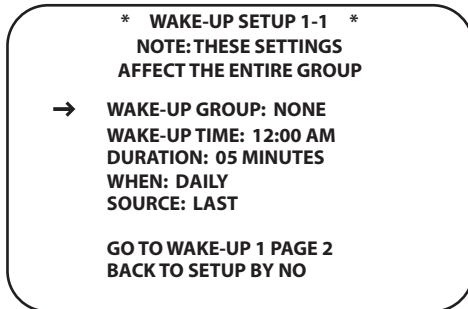 * WAKE-UP SETUP 1-1 *
NOTE: THESE SETTINGS
AFFECT THE ENTIRE GROUP
→ WAKE-UP GROUP: NONE
WAKE-UP TIME: 12:00 AM
DURATION: 05 MINUTES
WHEN: DAILY
SOURCE: LAST
GO TO WAKE-UP 1 PAGE 2
BACK TO SETUP BY NO